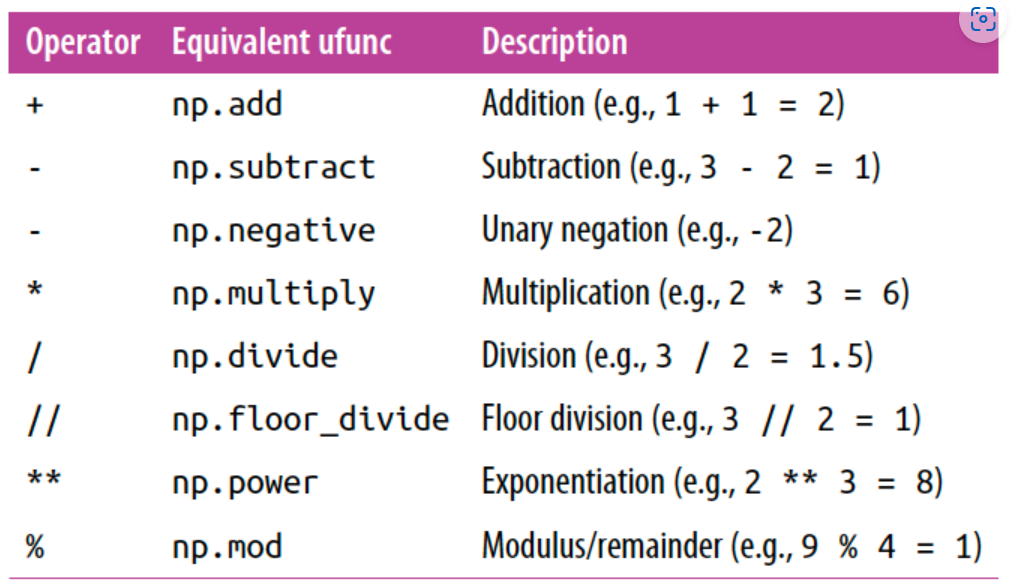 Operator Equivalent ufunc Description
+ np.add Addition (e.g., 1 + 1 = 2)
- np.subtract Subtraction (e.g., 3 - 2 = 1)
- np.negative Unary negation (e.g., -2)
* np.multiply Multiplication (e.g., 2 * 3 = 6)
/ np.divide Division (e.g., 3 / 2 = 1.5)
// np.floor_divide Floor division (e.g., 3 // 2 = 1)
** np.power Exponentiation (e.g., 2 ** 3 = 8)
% np.mod Modulus/remainder (e.g., 9 % 4 = 1)